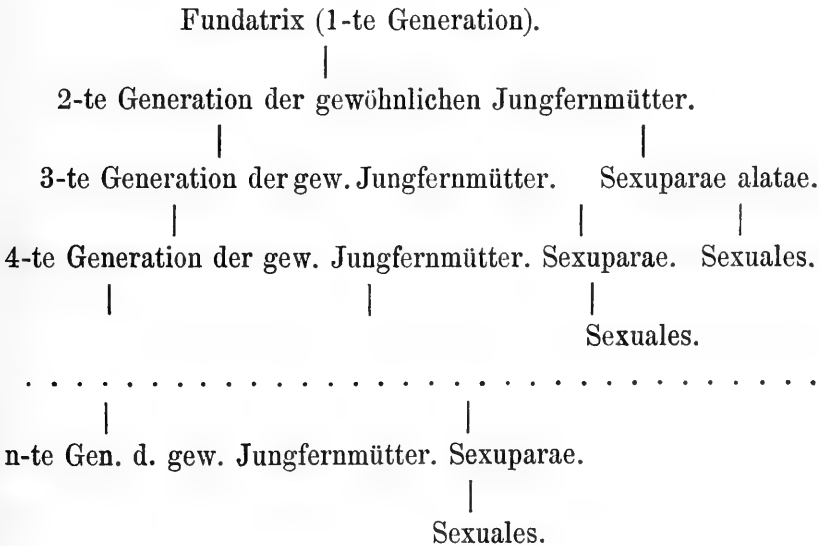 Fundatrix (1-te Generation).
2-te Generation der gewöhnlichen Jungfernmütter.
3-te Generation der gew. Jungfernmütter. Sexuparae alatae.
4-te Generation der gew. Jungfernmütter. Sexuparae. Sexuales.
Sexuales.
. . . . . . . . . . . . . . . . . . . . . . . . . . . . . . . .
n-te Gen. d. gew. Jungfernmütter. Sexuparae.
Sexuales.